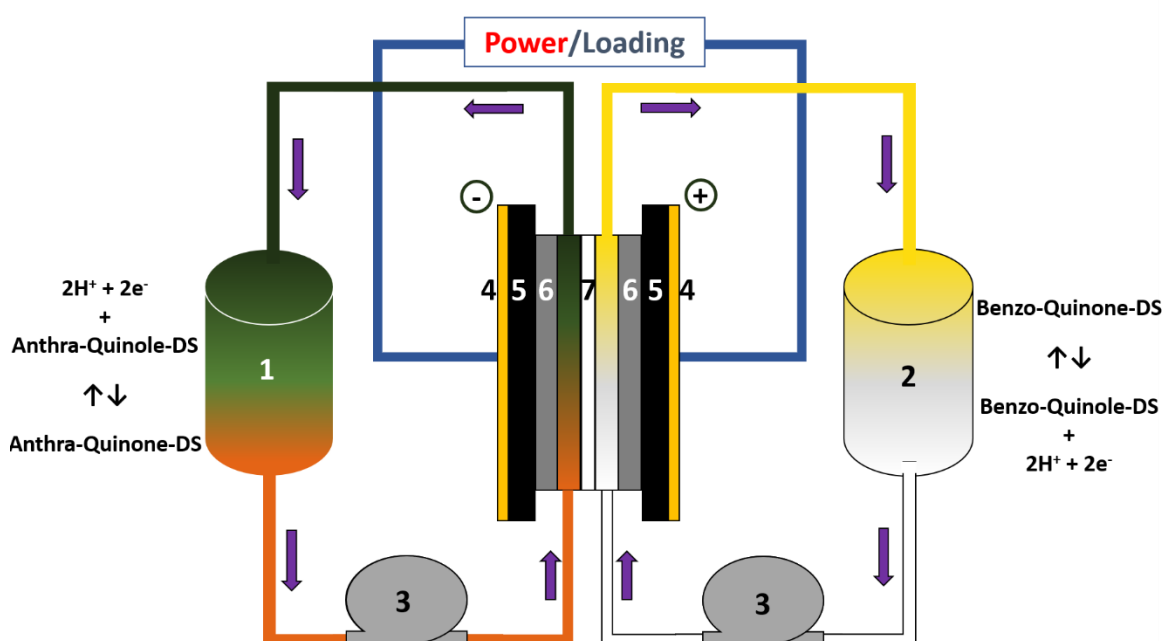 Power/Loading
-
+
4 5 6 7 6 5 4
2H⁺ + 2e⁻
+
Anthra-Quinole-DS
↑↓
Anthra-Quinone-DS
1
2
Benzo-Quinone-DS
↑↓
Benzo-Quinole-DS
+
2H⁺ + 2e⁻
3
3